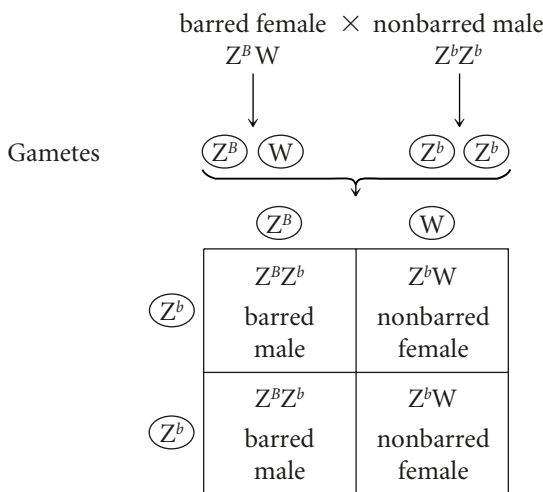 barred female × nonbarred male
Z^B W Z^b Z^b
Gametes Z^B W Z^b Z^b
Z^B W
Z^B Z^b Z^b W
Z^b barred nonbarred
male female
Z^B Z^b Z^b W
Z^b barred nonbarred
male female